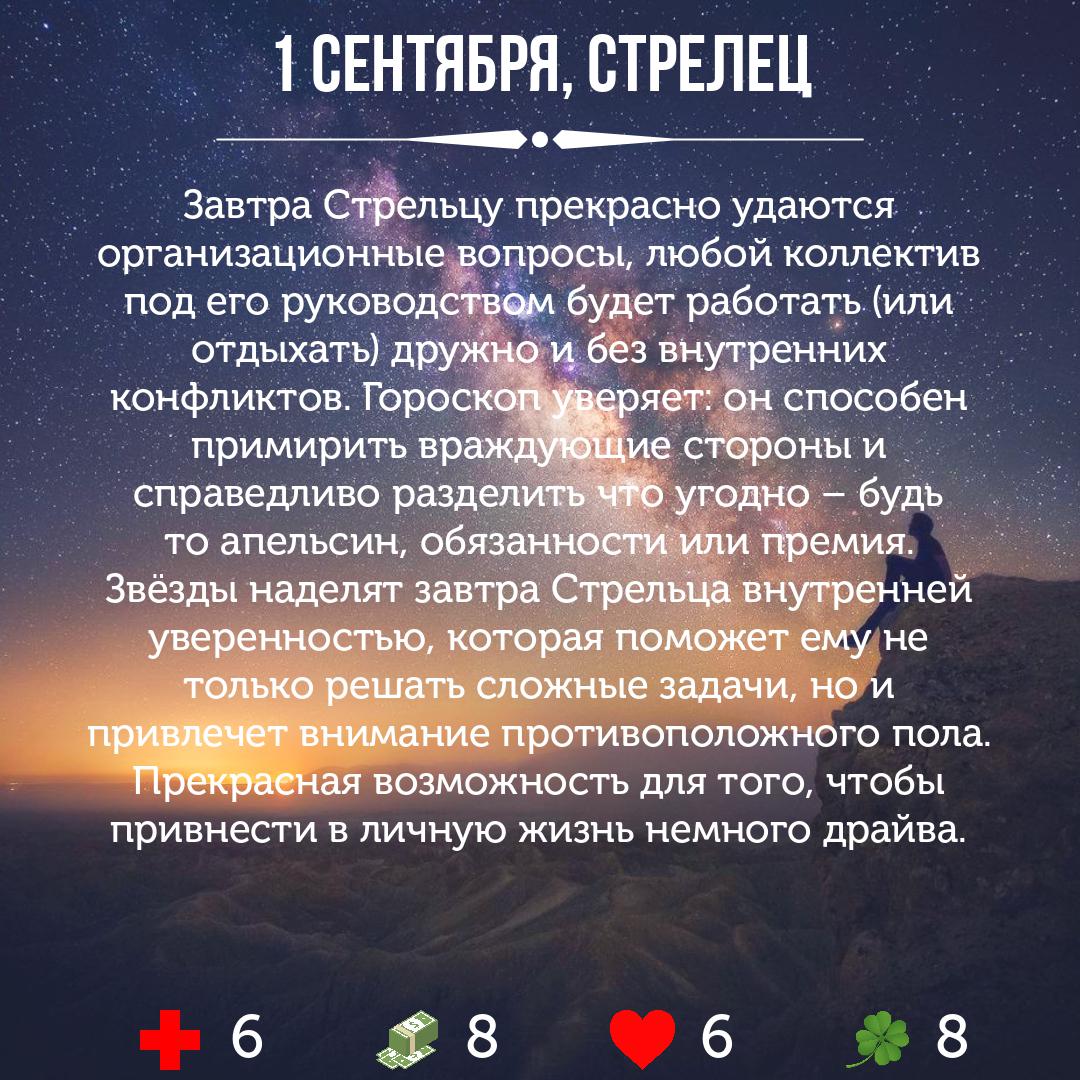 1 СЕНТЯБРЯ, СТРЕЛЕЦ
Завтра Стрельцу прекрасно удаются
организационные вопросы, любой коллектив
под его руководством будет работать (или
отдыхать) дружно и без внутренних
конфликтов. Гороскоп уверяет: он способен
примирить враждующие стороны и
справедливо разделить что угодно – будь
то апельсин, обязанности или премия.
Звёзды наделят завтра Стрельца внутренней
уверенностью, которая поможет ему не
только решать сложные задачи, но и
привлечет внимание противоположного пола.
Прекрасная возможность для того, чтобы
привнести в личную жизнь немного драйва.
6 8 6 8